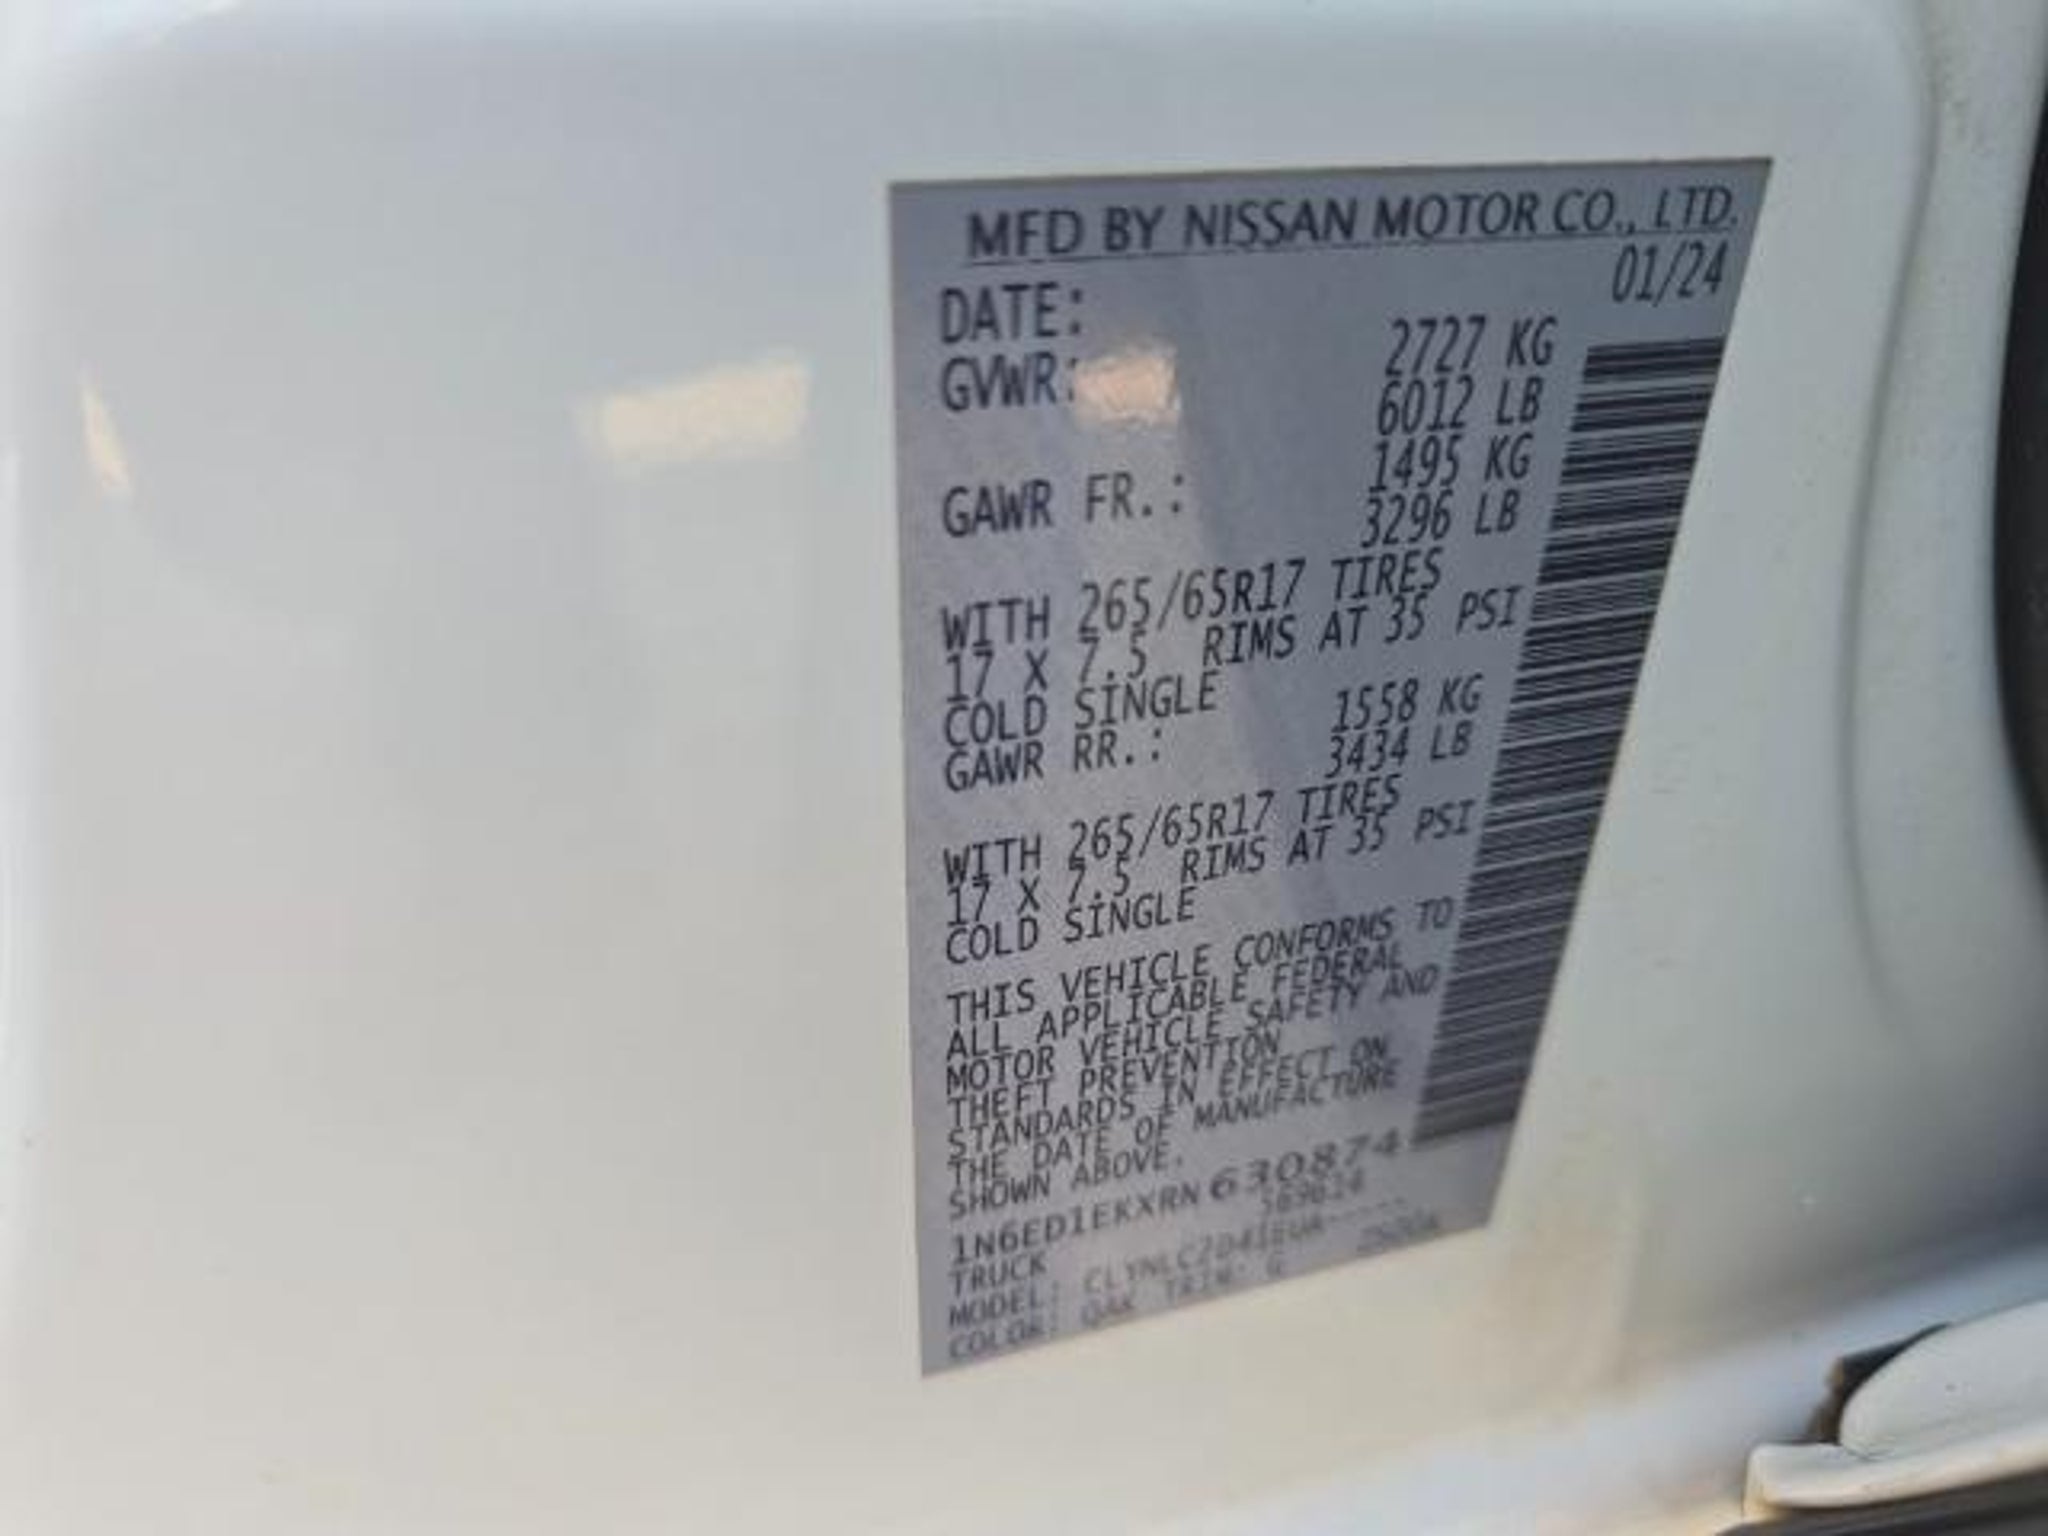 MFD BY NISSAN MOTOR CO., LTD.
DATE: 01/24
GVWR: 2727 KG
6012 LB
GAWR FR.: 1495 KG
3296 LB
WITH 265/65R17 TIRES
17 X 7.5 RIMS AT 35 PSI
COLD SINGLE
GAWR RR.: 1558 KG
3434 LB
WITH 265/65R17 TIRES
17 X 7.5 RIMS AT 35 PSI
COLD SINGLE
THIS VEHICLE CONFORMS TO
ALL APPLICABLE FEDERAL
MOTOR VEHICLE SAFETY AND
THEFT PREVENTION
STANDARDS IN EFFECT ON
THE DATE OF MANUFACTURE
SHOWN ABOVE.
1N6ED1EKXRN630874
TRUCK
MODEL:
COLOR: QAK TRIM: G